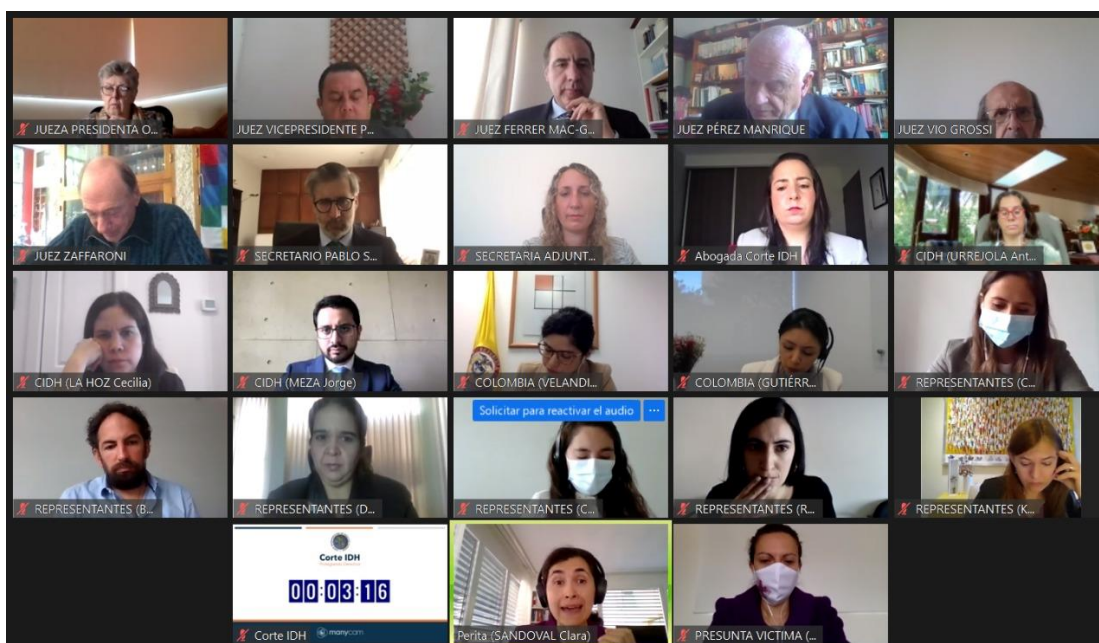 JUEZA PRESIDENTA O...
JUEZ VICEPRESIDENTE P...
JUEZ FERRER MAC-G...
JUEZ PÉREZ MANRIQUE
JUEZ VIO GROSSI
JUEZ ZAFFARONI
SECRETARIO PABLO S...
SECRETARIA ADJUNT...
Abogada Corte IDH
CIDH (URREJOLA Ant...
CIDH (LA HOZ Cecilia)
CIDH (MEZA Jorge)
COLOMBIA (VELANDI...
COLOMBIA (GUTIÉRR...
REPRESENTANTES (C...
REPRESENTANTES (B...
REPRESENTANTES (D...
Solicitar para reactivar el audio ...
REPRESENTANTES (C...
REPRESENTANTES (R...
REPRESENTANTES (K...
Corte IDH
00:03:16
Corte IDH
manycom
Perita (SANDOVAL Clara)
PRESUNTA VICTIMA (...